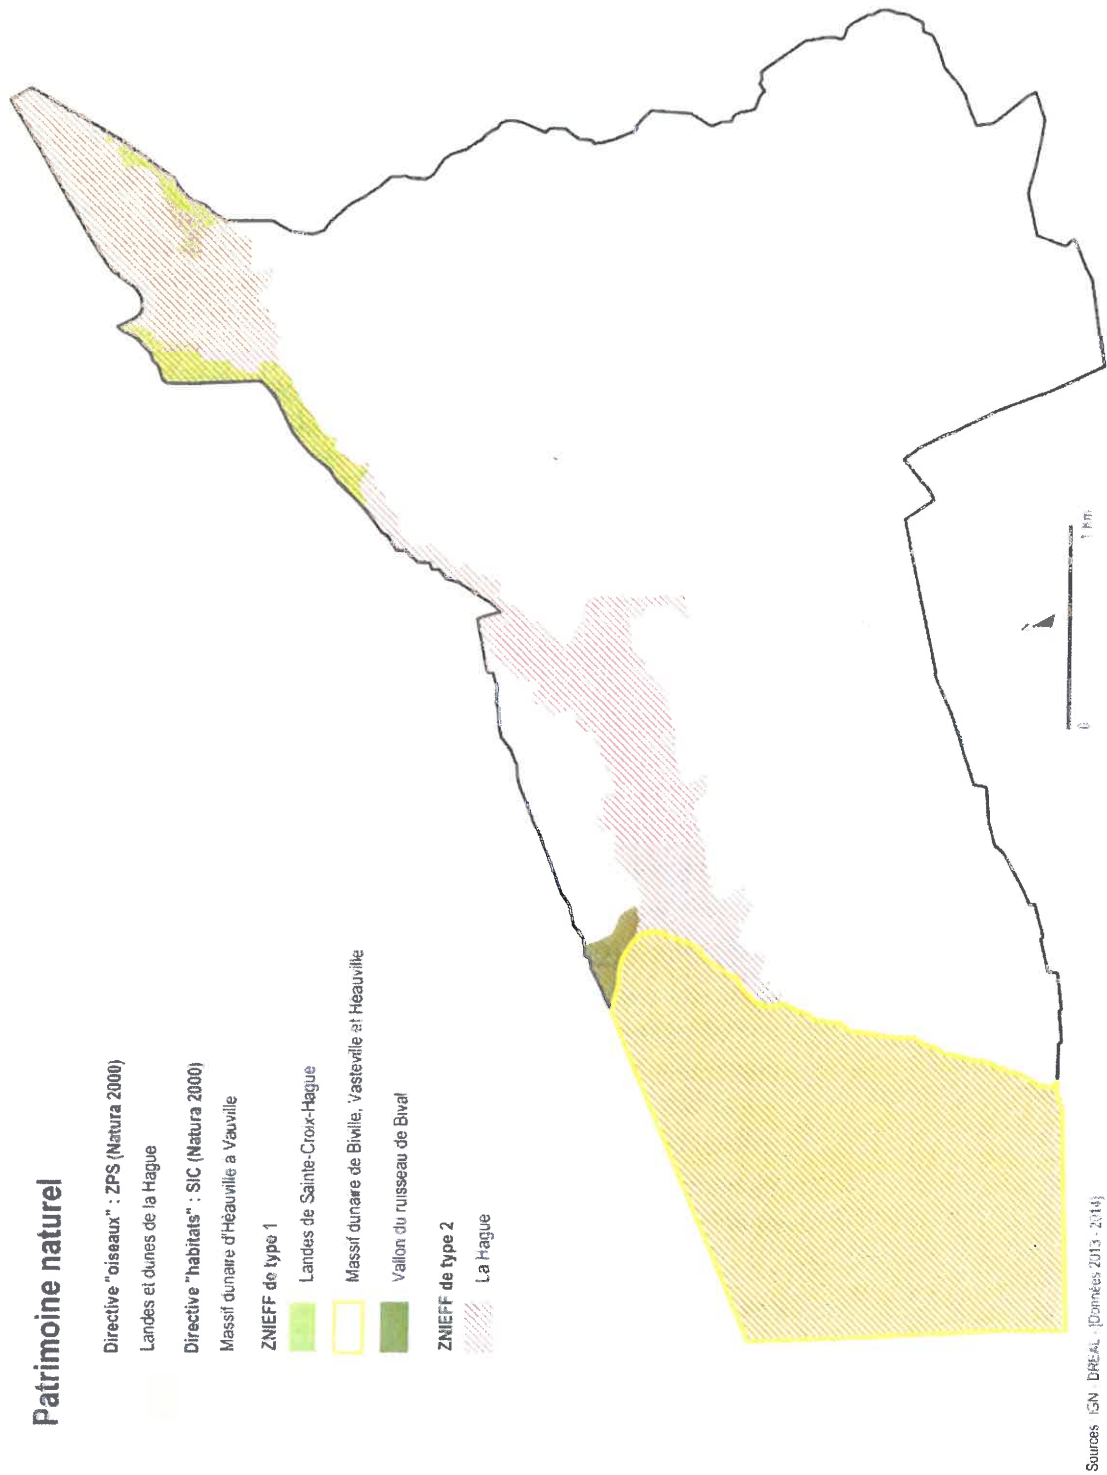 Patrimoine naturel
Directive "oiseaux" : ZPS (Natura 2000)
Landes et dunes de la Hague
Directive "habitats" : SIC (Natura 2000)
Massif dunaire d'Héauville a Vauville
ZNIEFF de type 1
Landes de Sainte-Croix-Hague
Massif dunaire de Biville, Vasteville et Héauville
Vallon du ruisseau de Bival
ZNIEFF de type 2
La Hague
0
1 km
Sources IGN - DREAL - [Données 2013 - 2014]